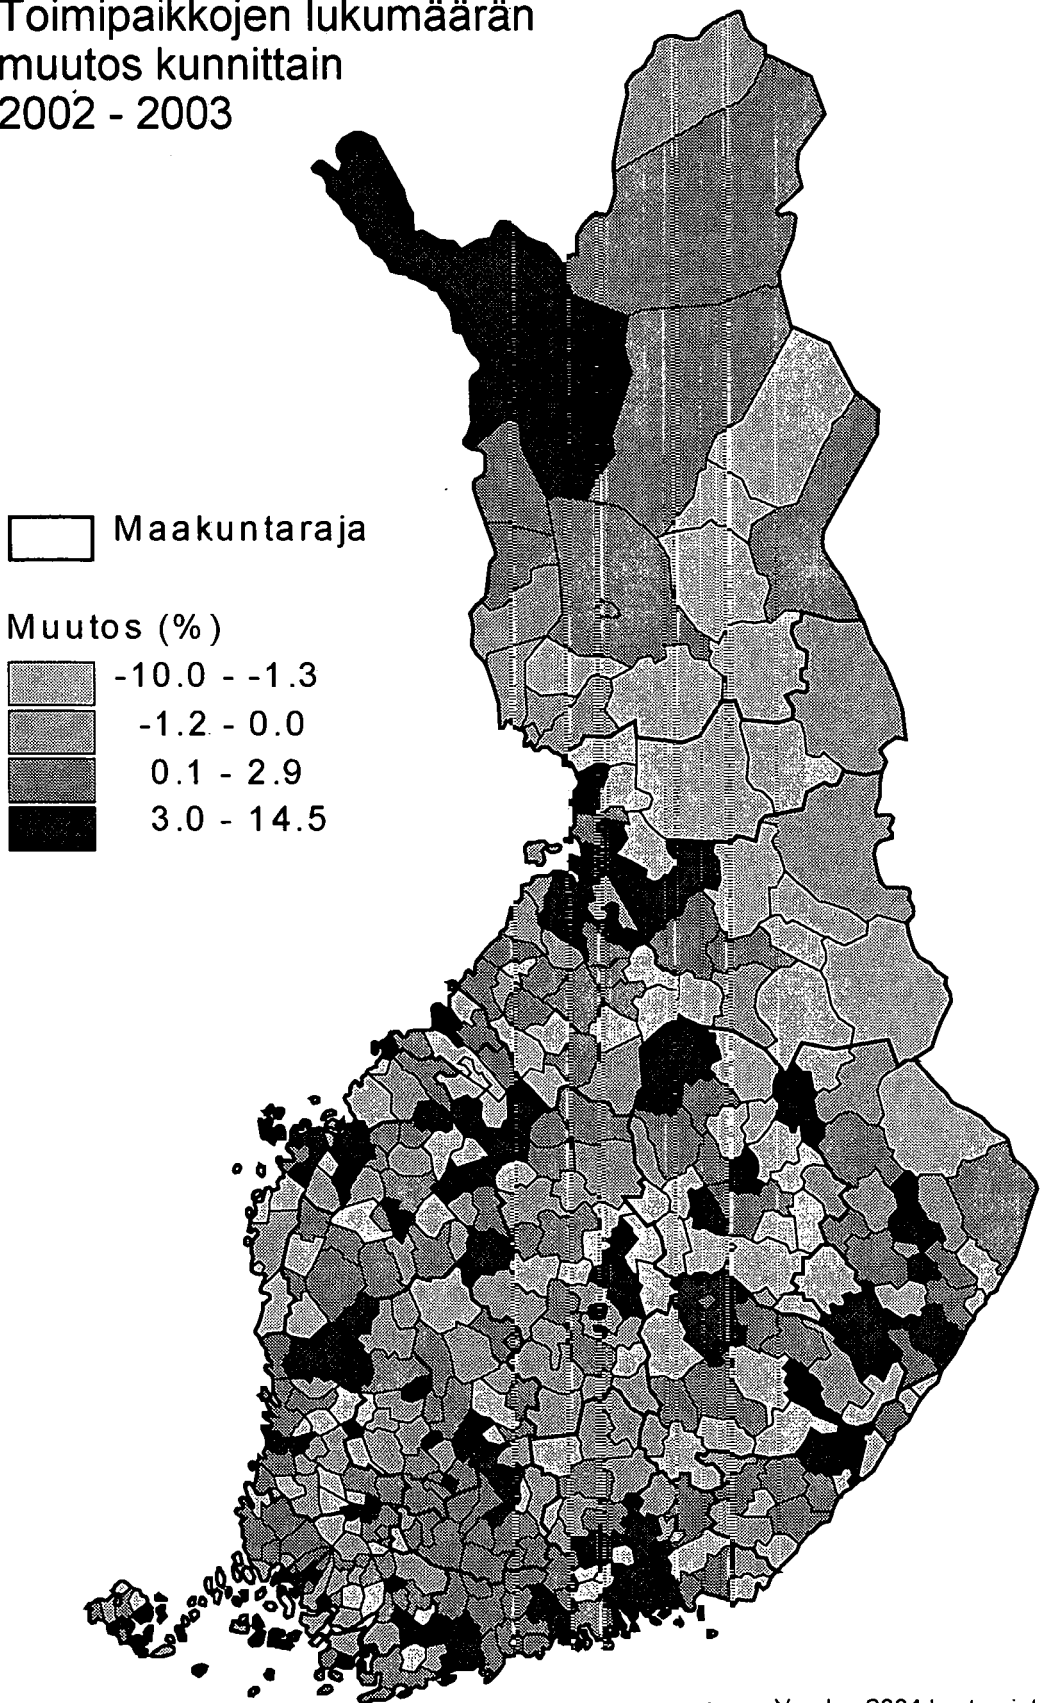 Toimipaikkojen lukumäärän
muutos kunnittain
2002 - 2003
Maakuntaraja
Muutos (%)
-10.0 - -1.3
-1.2 - 0.0
0.1 - 2.9
3.0 - 14.5
2004